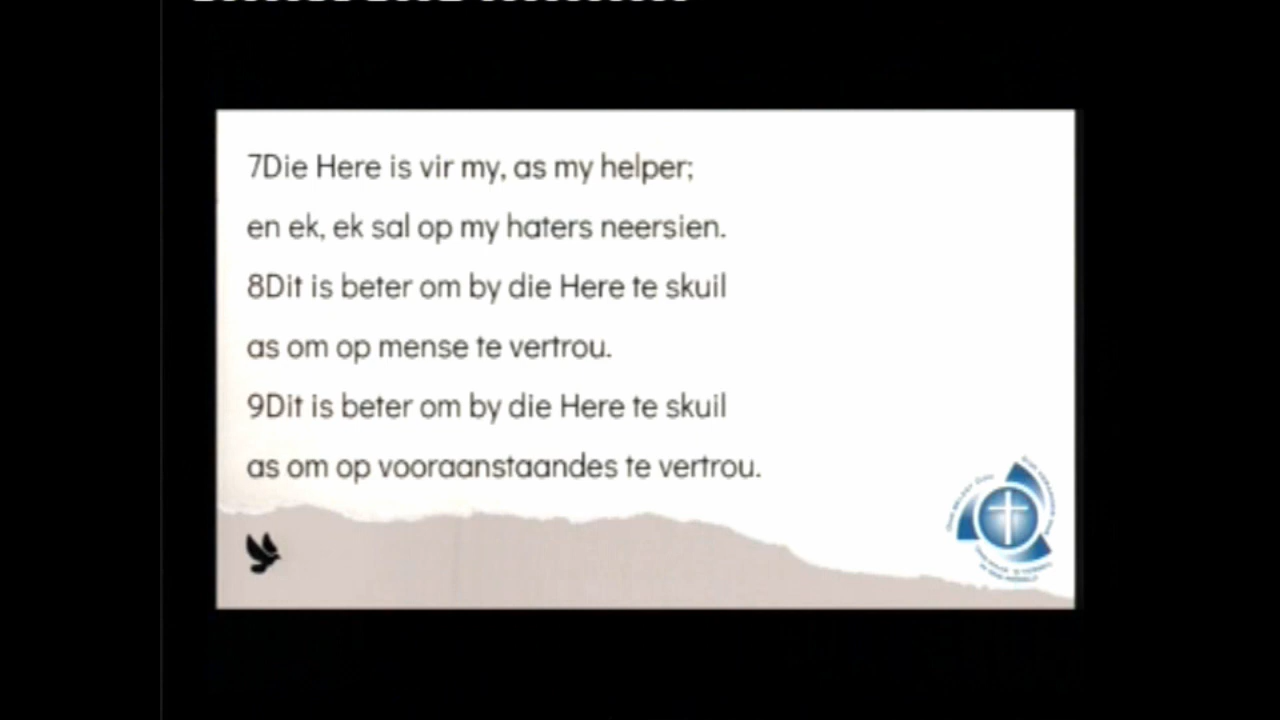 7Die Here is vir my, as my helper;
en ek, ek sal op my haters neersien.
8Dit is beter om by die Here te skuil
as om op mense te vertrou.
9Dit is beter om by die Here te skuil
as om op vooraanstaandes te vertrou.